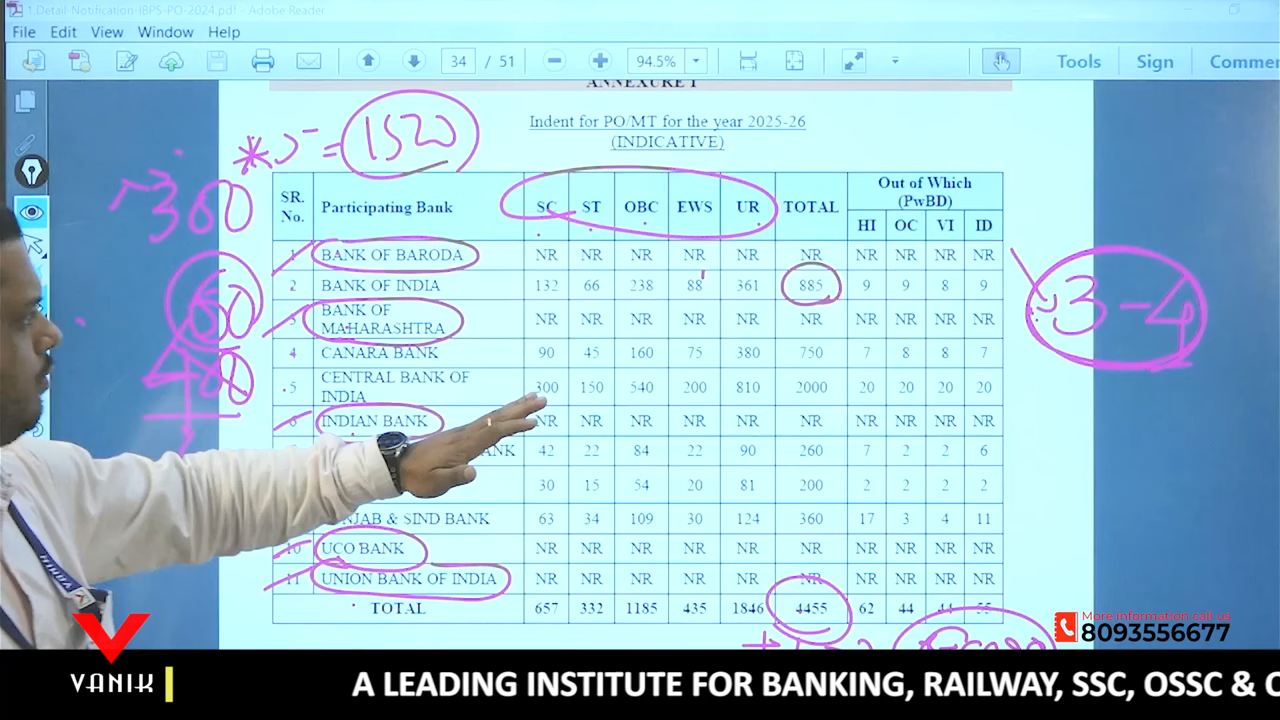 1 Detail-Notification-IBPS-PO-2024.pdf - Adobe Reader
File Edit View Window Help
34 / 51 94.5% Tools Sign Commen
ANNEXURE I
Indent for PO/MT for the year 2025-26
(INDICATIVE)
* 5 = 1520
360
60
3-4
SR. No. Participating Bank SC ST OBC EWS UR TOTAL Out of Which (PwBD)
HI OC VI ID
1 BANK OF BARODA NR NR NR NR NR NR NR NR NR NR
2 BANK OF INDIA 132 66 238 88 361 885 9 9 8 9
3 BANK OF MAHARASHTRA NR NR NR NR NR NR NR NR NR NR
4 CANARA BANK 90 45 160 75 380 750 7 8 8 7
5 CENTRAL BANK OF INDIA 300 150 540 200 810 2000 20 20 20 20
6 INDIAN BANK NR NR NR NR NR NR NR NR NR NR
ANK 42 22 84 22 90 260 7 2 2 6
30 15 54 20 81 200 2 2 2 2
NJAB & SIND BANK 63 34 109 30 124 360 17 3 4 11
10 UCO BANK NR NR NR NR NR NR NR NR NR NR
11 UNION BANK OF INDIA NR NR NR NR NR NR NR NR NR NR
TOTAL 657 332 1185 435 1846 4455 62 44 44 55
More information call us
8093556677
VANIK
A LEADING INSTITUTE FOR BANKING, RAILWAY, SSC, OSSC &